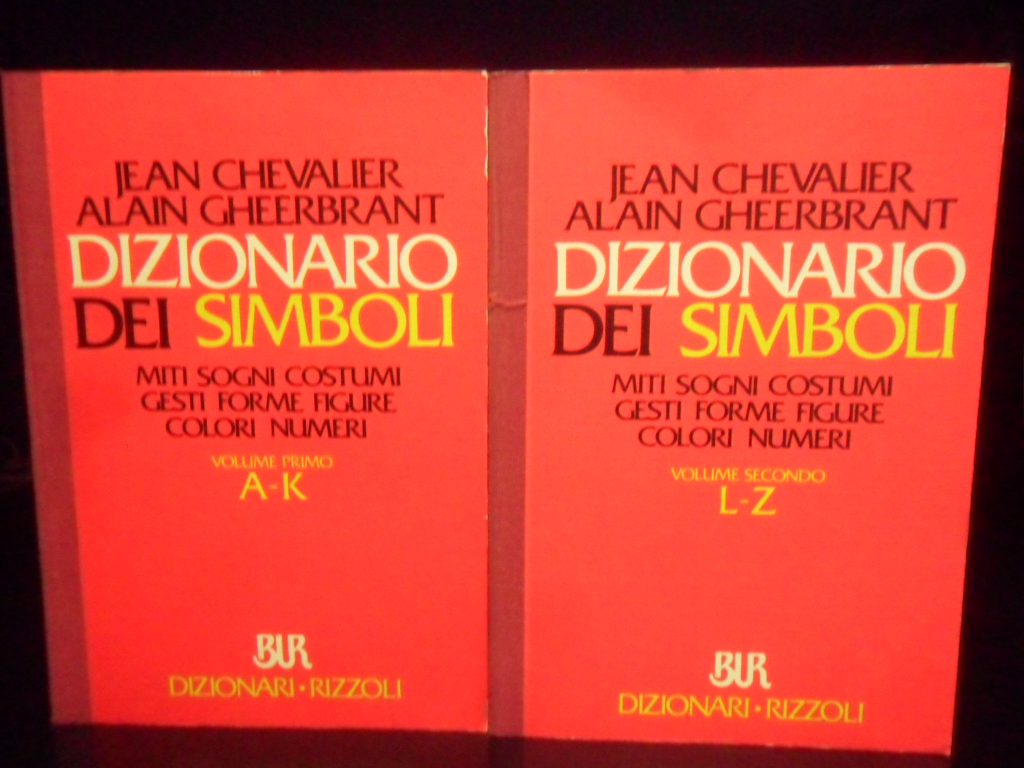 JEAN CHEVALIER
ALAIN GHEERBRANT
DIZIONARIO
DEI SIMBOLI
MITI SOGNI COSTUMI
GESTI FORME FIGURE
COLORI NUMERI
VOLUME PRIMO
A-K
BUR
DIZIONARI • RIZZOLI
JEAN CHEVALIER
ALAIN GHEERBRANT
DIZIONARIO
DEI SIMBOLI
MITI SOGNI COSTUMI
GESTI FORME FIGURE
COLORI NUMERI
VOLUME SECONDO
L-Z
BUR
DIZIONARI • RIZZOLI